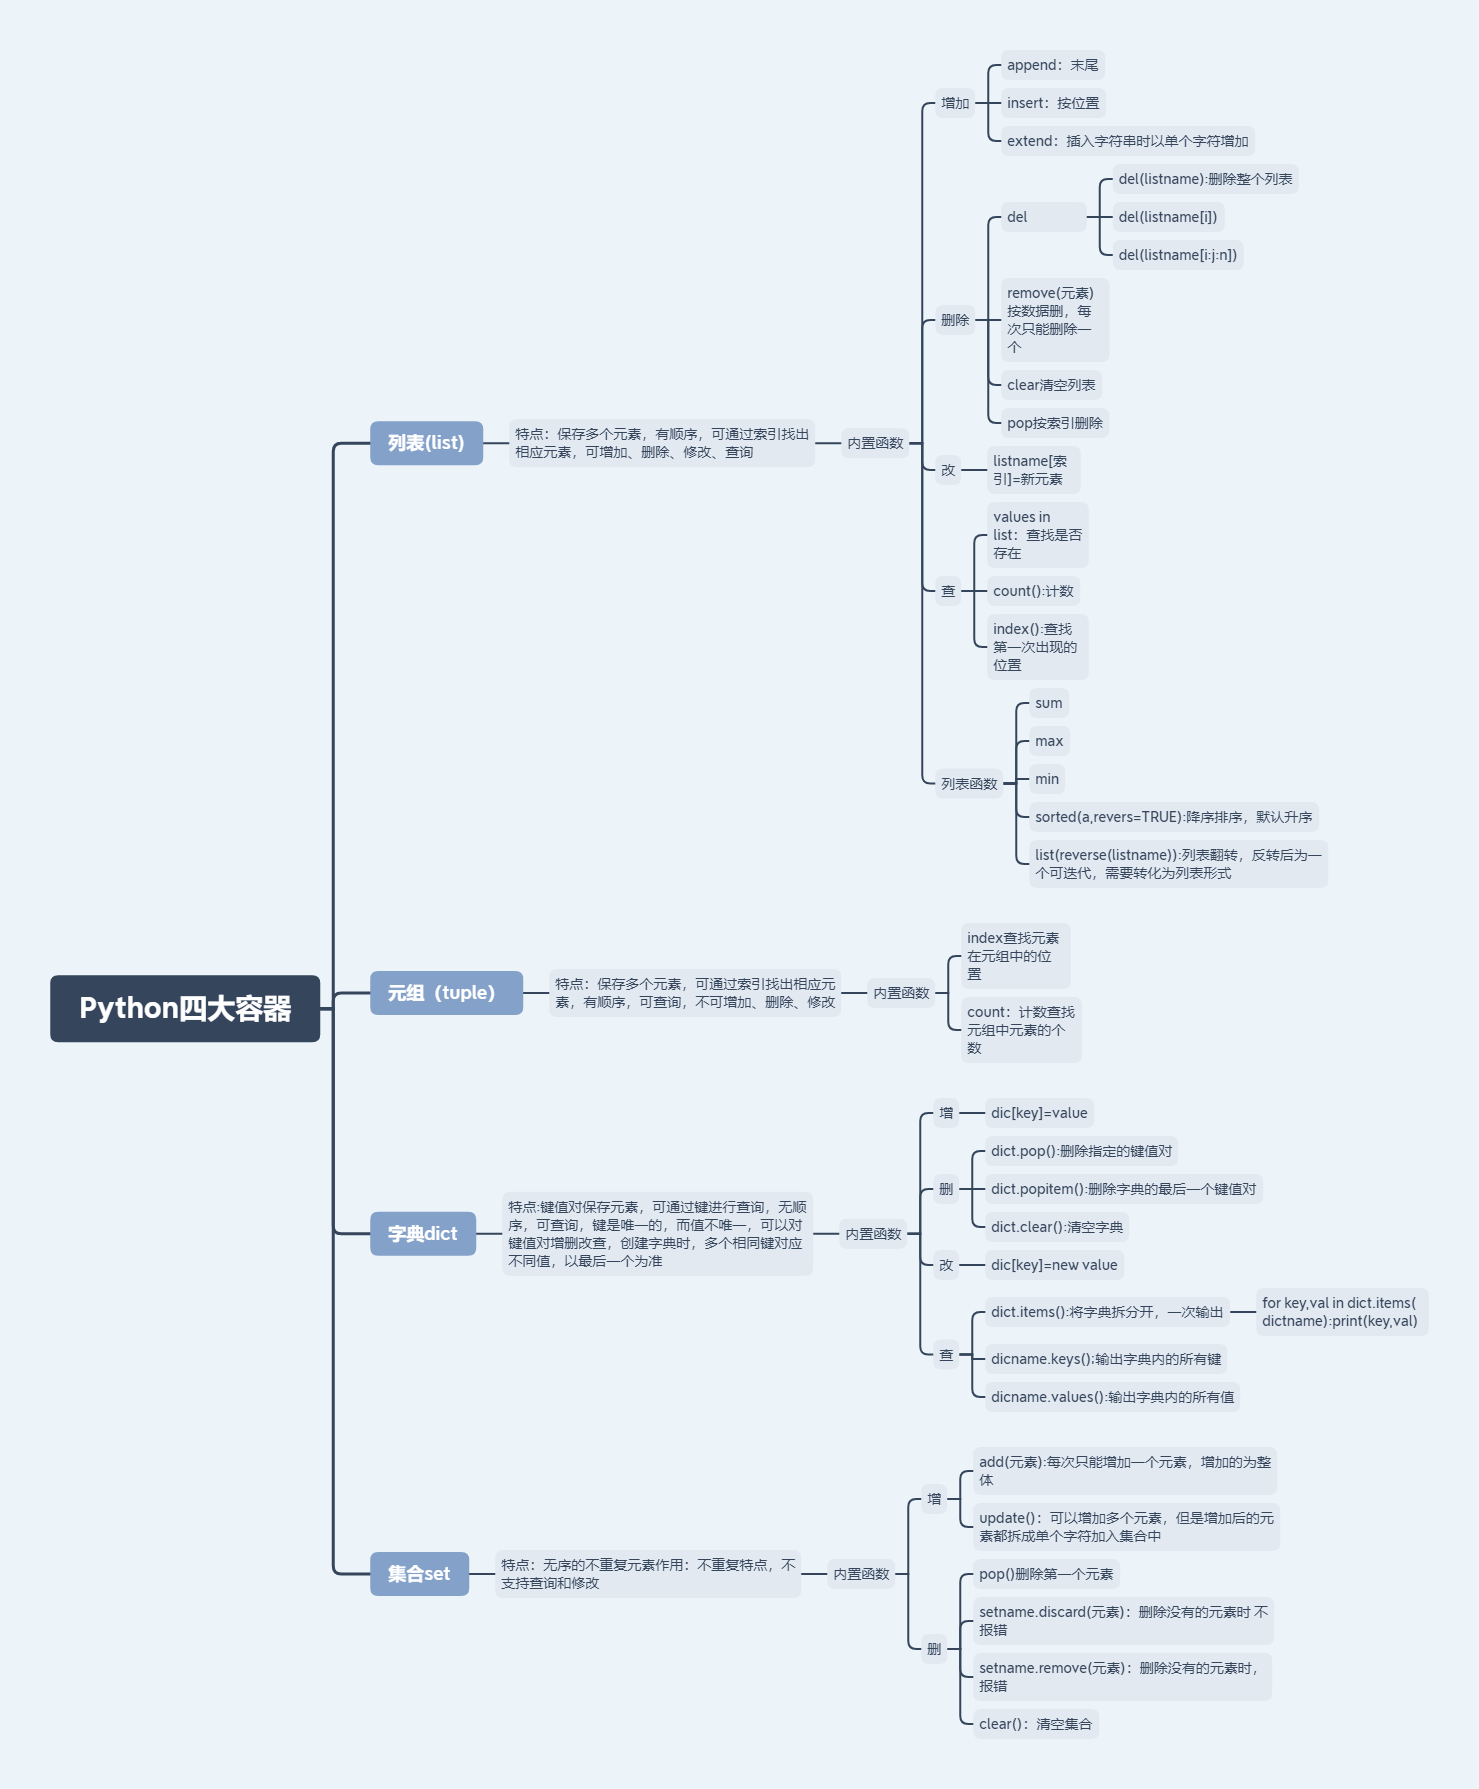 Python四大容器
列表(list)
特点：保存多个元素，有顺序，可通过索引找出
相应元素，可增加、删除、修改、查询
内置函数
增加
append：末尾
insert：按位置
extend：插入字符串时以单个字符增加
删除
del
del(listname):删除整个列表
del(listname[i])
del(listname[i:j:n])
remove(元素)
按数据删，每
次只能删除一
个
clear清空列表
pop按索引删除
改
listname[索
引]=新元素
查
values in
list：查找是否
存在
count():计数
index():查找
第一次出现的
位置
列表函数
sum
max
min
sorted(a,revers=TRUE):降序排序，默认升序
list(reverse(listname)):列表翻转，反转后为一
个可迭代，需要转化为列表形式
元组（tuple）
特点：保存多个元素，可通过索引找出相应元
素，有顺序，可查询，不可增加、删除、修改
内置函数
index查找元素
在元组中的位
置
count：计数查找
元组中元素的个
数
字典dict
特点:键值对保存元素，可通过键进行查询，无顺
序，可查询，键是唯一的，而值不唯一，可以对
键值对增删改查，创建字典时，多个相同键对应
不同值，以最后一个为准
内置函数
增
dic[key]=value
删
dict.pop():删除指定的键值对
dict.popitem():删除字典的最后一个键值对
dict.clear():清空字典
改
dic[key]=new value
查
dict.items():将字典拆分开，一次输出
for key,val in dict.items(
dictname):print(key,val)
dicname.keys();输出字典内的所有键
dicname.values():输出字典内的所有值
集合set
特点：无序的不重复元素作用：不重复特点，不
支持查询和修改
内置函数
增
add(元素):每次只能增加一个元素，增加的为整
体
update()：可以增加多个元素，但是增加后的元
素都拆成单个字符加入集合中
删
pop()删除第一个元素
setname.discard(元素)：删除没有的元素时 不
报错
setname.remove(元素)：删除没有的元素时，
报错
clear()：清空集合